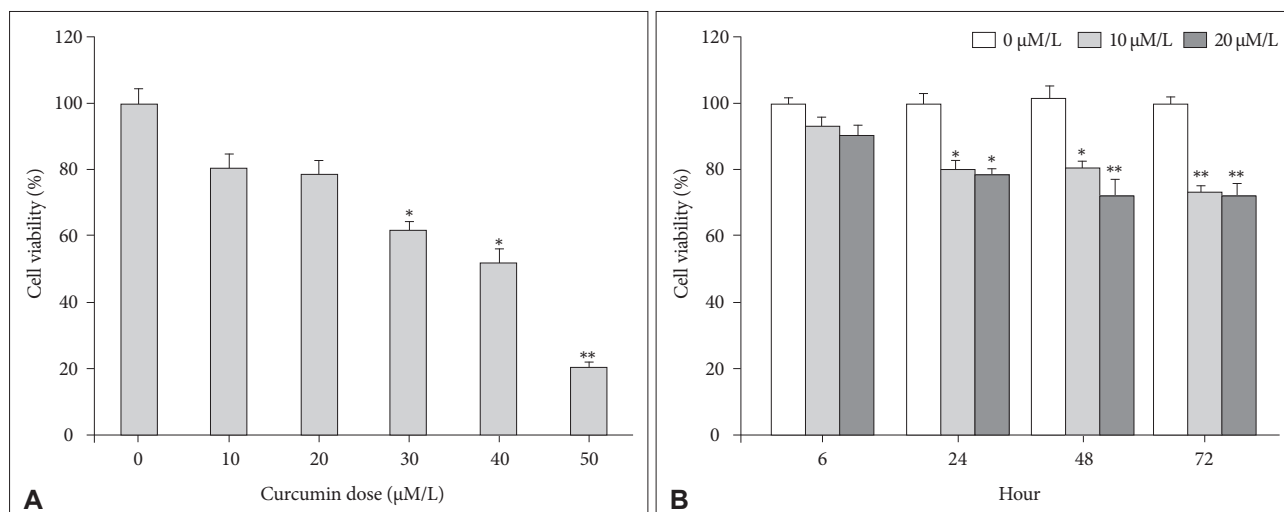 120
100
80
60
40
20
0
Cell viability (%)
*
*
**
0 10 20 30 40 50
Curcumin dose (μM/L)
A
0 μM/L 10 μM/L 20 μM/L
120
100
80
60
40
20
0
Cell viability (%)
* * * ** ** **
6 24 48 72
Hour
B